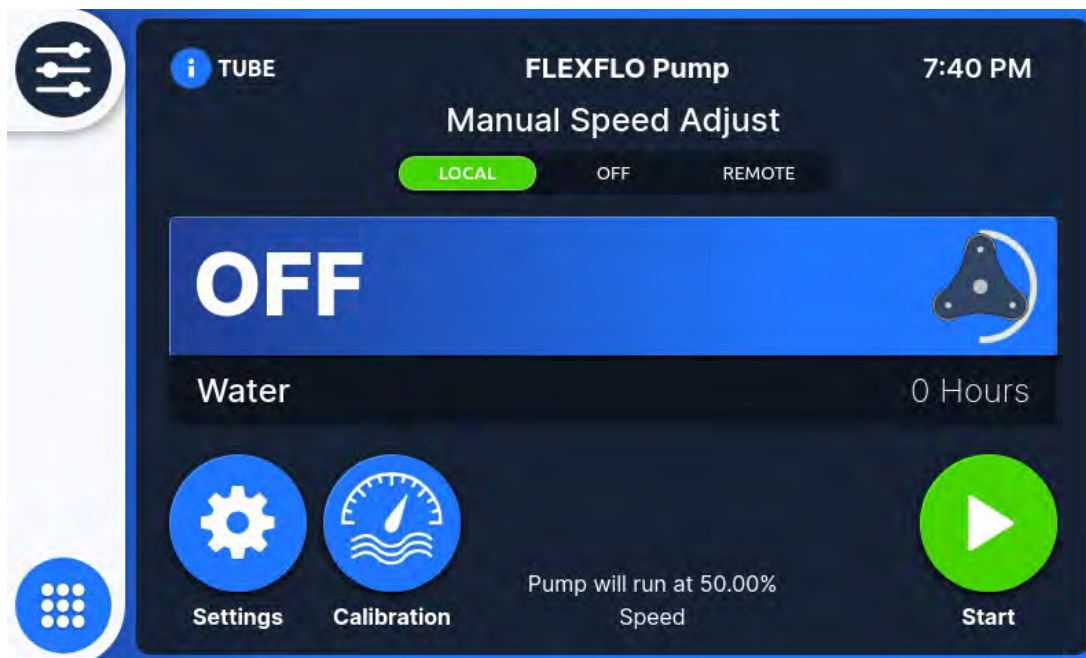 i TUBE FLEXFLO Pump 7:40 PM
Manual Speed Adjust
LOCAL OFF REMOTE
OFF
Water 0 Hours
Pump will run at 50.00%
Speed
Settings Calibration Start